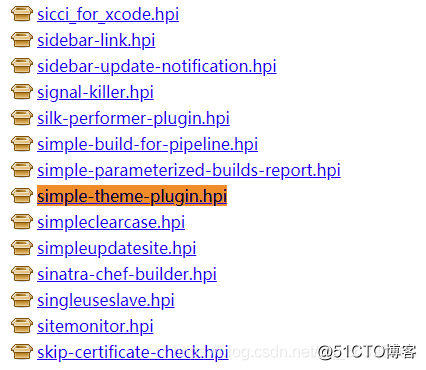 sicci_for_xcode.hpi
sidebar-link.hpi
sidebar-update-notification.hpi
signal-killer.hpi
silk-performer-plugin.hpi
simple-build-for-pipeline.hpi
simple-parameterized-builds-report.hpi
simple-theme-plugin.hpi
simpleclearcase.hpi
simpleupdatesite.hpi
sinatra-chef-builder.hpi
singleuseslave.hpi
sitemonitor.hpi
skip-certificate-check.hpi
@51CTO博客